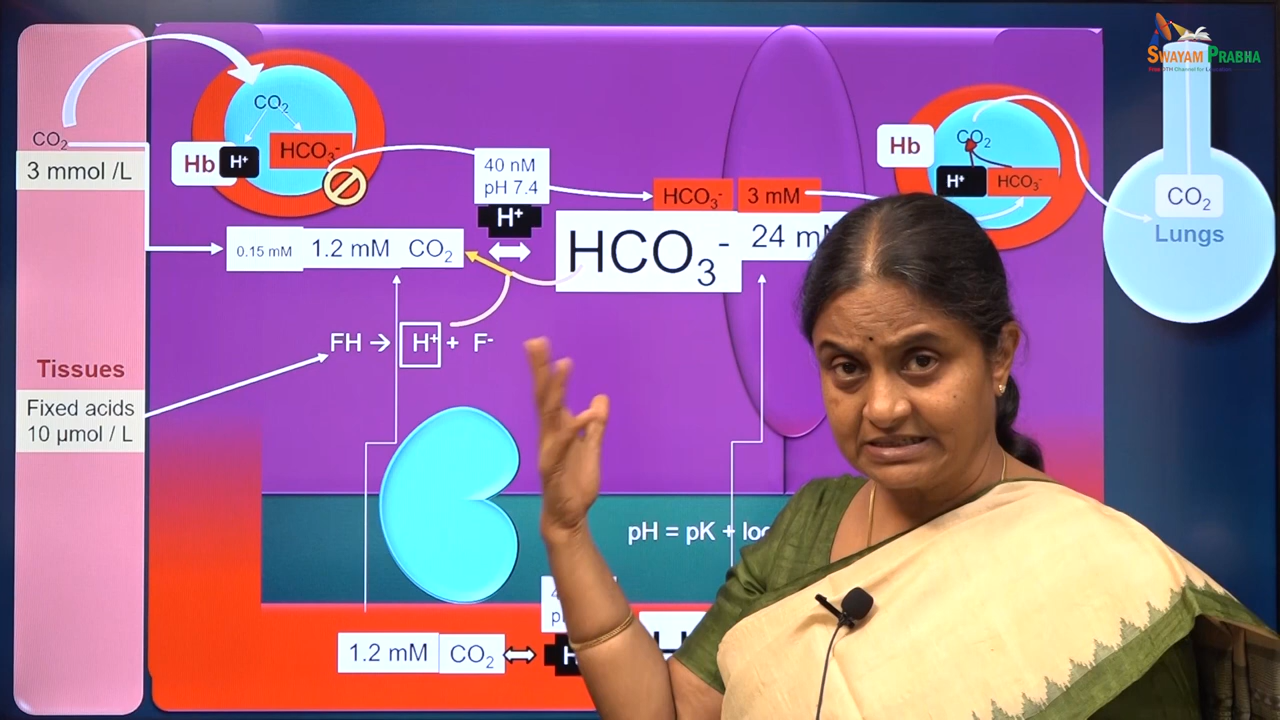 SWAYAM PRABHA
CO₂
3 mmol /L
CO₂
Hb
H⁺
HCO₃⁻
40 nM
pH 7.4
H⁺
HCO₃⁻
3 mM
Hb
CO₂
H⁺
HCO₃⁻
CO₂
Lungs
0.15 mM
1.2 mM CO₂
HCO₃⁻
24
FH → H⁺ + F⁻
Tissues
Fixed acids
10 µmol / L
pH = pK +
1.2 mM
CO₂